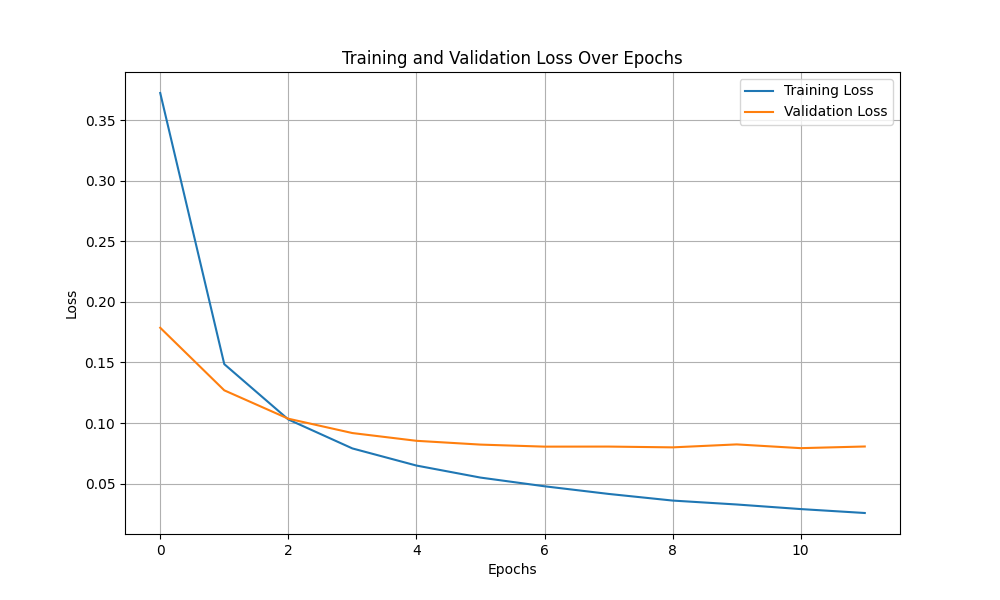 Training and Validation Loss Over Epochs
Training Loss
Validation Loss
Loss
0.35
0.30
0.25
0.20
0.15
0.10
0.05
0 2 4 6 8 10
Epochs